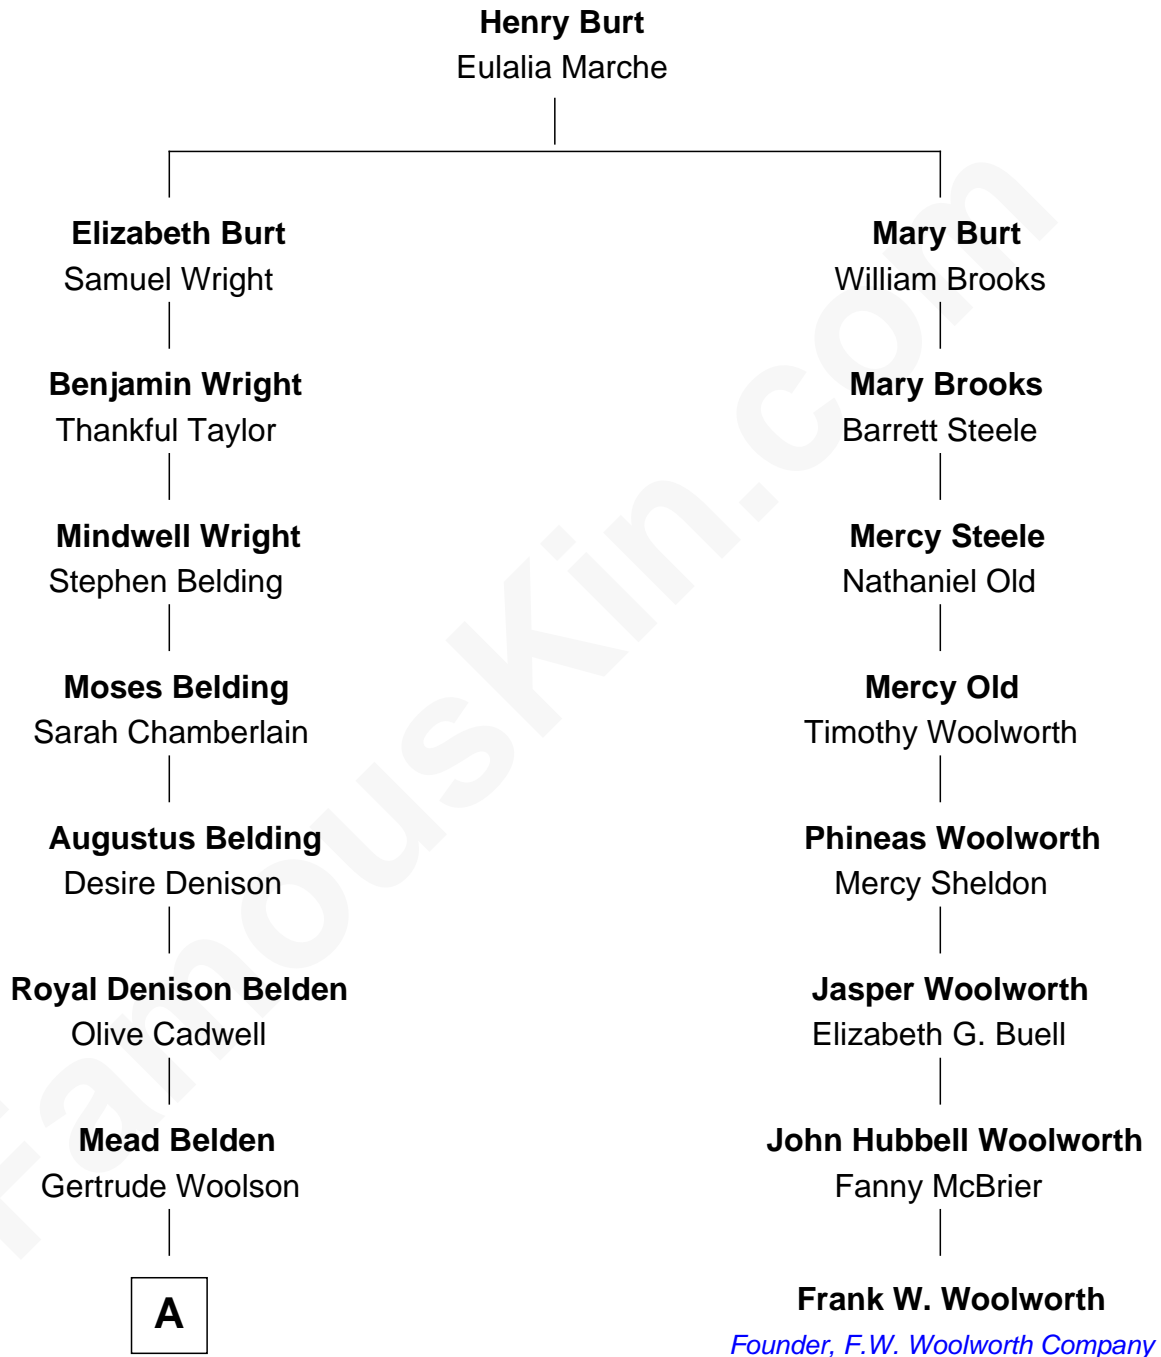 Henry Burt
Eulalia Marche
Elizabeth Burt
Samuel Wright
Mary Burt
William Brooks
Benjamin Wright
Thankful Taylor
Mary Brooks
Barrett Steele
Mindwell Wright
Stephen Belding
Mercy Steele
Nathaniel Old
Moses Belding
Sarah Chamberlain
Mercy Old
Timothy Woolworth
Augustus Belding
Desire Denison
Phineas Woolworth
Mercy Sheldon
Royal Denison Belden
Olive Cadwell
Jasper Woolworth
Elizabeth G. Buell
Mead Belden
Gertrude Woolson
John Hubbell Woolworth
Fanny McBrier
A
Frank W. Woolworth
Founder, F.W. Woolworth Company
FamousKin.com